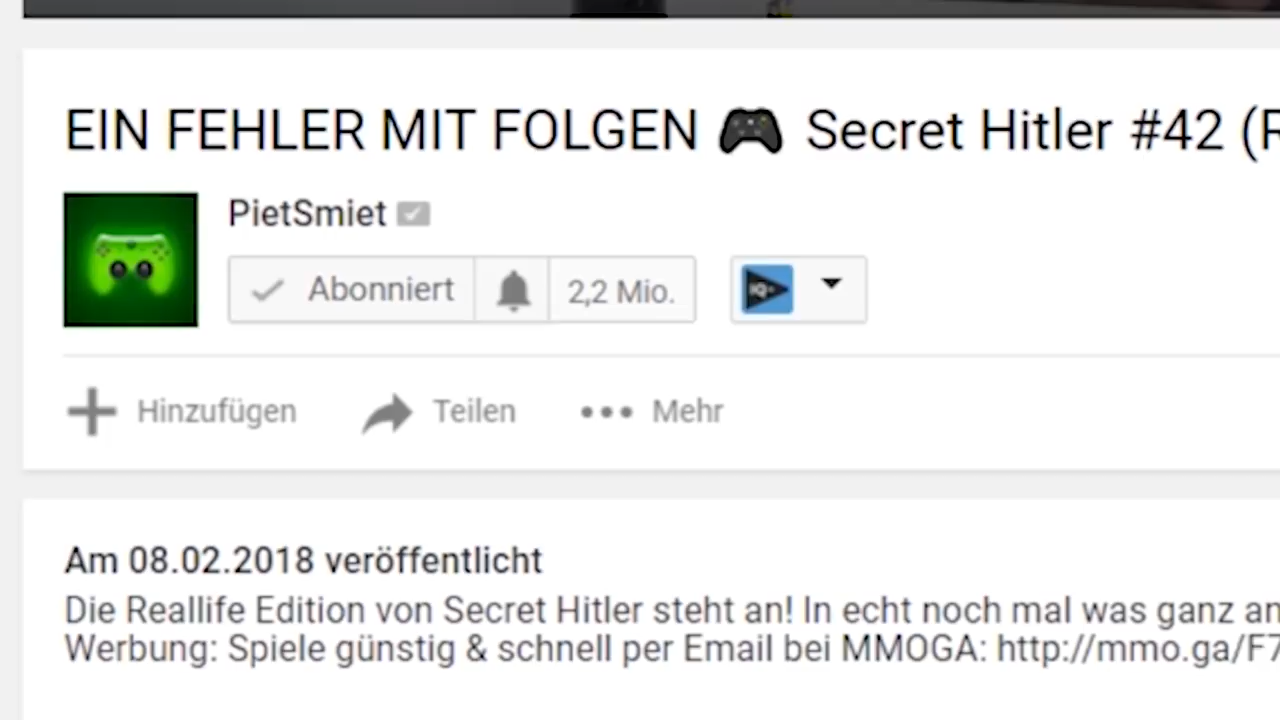 EIN FEHLER MIT FOLGEN 🎮 Secret Hitler #42 (R
PietSmiet
Abonniert 2,2 Mio. IQ
Hinzufügen Teilen Mehr
Am 08.02.2018 veröffentlicht
Die Reallife Edition von Secret Hitler steht an! In echt noch mal was ganz an
Werbung: Spiele günstig & schnell per Email bei MMOGA: http://mmo.ga/F7